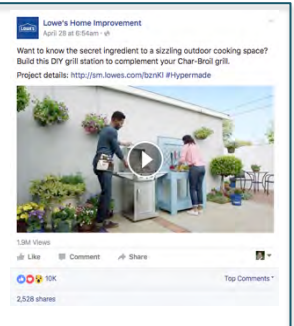 LOWE'S
Lowe's Home Improvement
April 28 at 6:54am
Want to know the secret ingredient to a sizzling outdoor cooking space?
Build this DIY grill station to complement your Char-Broil grill.
Project details: http://sm.lowes.com/bznKl #Hypermade
1.9M Views
Like Comment Share
10K Top Comments
2,528 shares